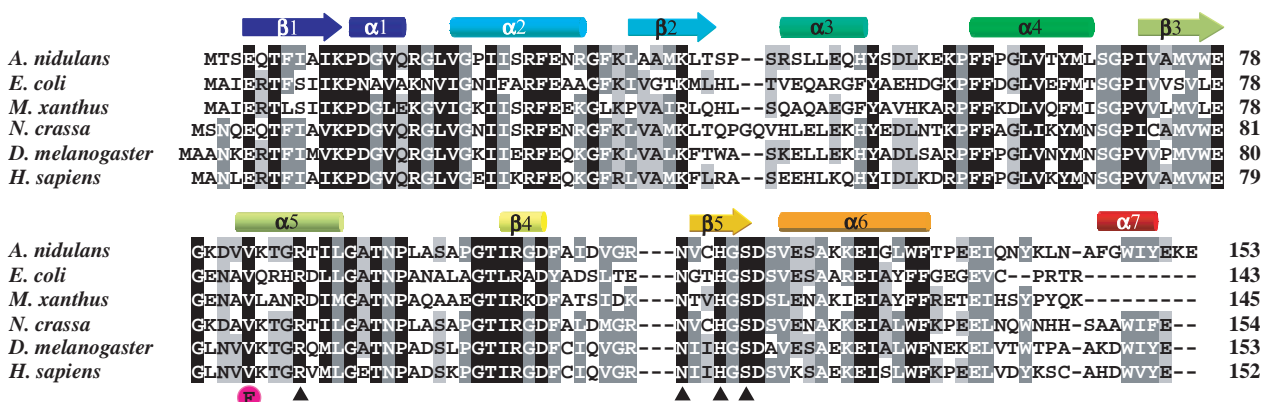 β1 α1 α2 β2 α3 α4 β3
A. nidulans MTSEQTFIAIKPDGVQRGLVGPIISRFENRGFKLAAMKLTSP--SRSLLEQHYSDLKEKPFFPGLVTYMLSGPIVAMVWE 78
E. coli MAIERTFSIIKPNAVAKNVIGNIFARFEAAGFKIVGTKMLHL--TVEQARGFYAEHDGKPFFDGLVEFMTSGPIVVSVLE 78
M. xanthus MAIERTLSIIKPDGLEKGVIGKIISRFEEKGLKPVAIRLQHL--SQAQAEGFYAVHKARPFFKDLVQFMISGPVVLMVLE 78
N. crassa MSNQEQTFIAVKPDGVQRGLVGNIISRFENRGFKLVAMKLTQPGQVHLELEKHYEDLNTKPFFAGLIKYMNSGPICAMVWE 81
D. melanogaster MAANKERTFIMVKPDGVQRGLVGKIIERFEQKGFKLVALKFTWA--SKELLEKHYADLSARPFFPGLVNYMNSGPVVPMVWE 80
H. sapiens MANLERTFIAIKPDGVQRGLVGEIIKRFEQKGFRLVAMKFLRA--SEEHLKQHYIDLKDRPFFPGLVKYMNSGPVVAMVWE 79
α5 β4 β5 α6 α7
A. nidulans GKDVVKTGRTILGATNPLASAPGTIRGDFAIDVGR---NVCHGSDSVESAKKEIGLWFTPEEIQNYKLN-AFGWIYEKE 153
E. coli GENAVQRHRDLLGATNPANALAGTLRADYADSLTE---NGTHGSDSVESAAREIAYFFGEGEVC--PRTR---------- 143
M. xanthus GENAVLANRDIMGATNPAQAAEGTIRKDFATSIDK---NTVHGSDSLENAKIEIAYFFRETEIHSYPYQK---------- 145
N. crassa GKDAVKTGRTILGATNPLASAPGTIRGDFALDMGR---NVCHGSDSVENAKKEIALWFKPEELNQWNHH-SAAWIFE-- 154
D. melanogaster GLNVVKTGRQMLGATNPADSLPGTIRGDFCIQVGR---NIIHGSDAVESAEKEIALWFNEKELVTWTPA-AKDWIYE-- 153
H. sapiens GLNVVKTGRVMLGETNPADSKPGTIRGDFCIQVGR---NIIHGSDSVKSAEKEISLWFKPEELVDYKSC-AHDWVYE-- 152
F